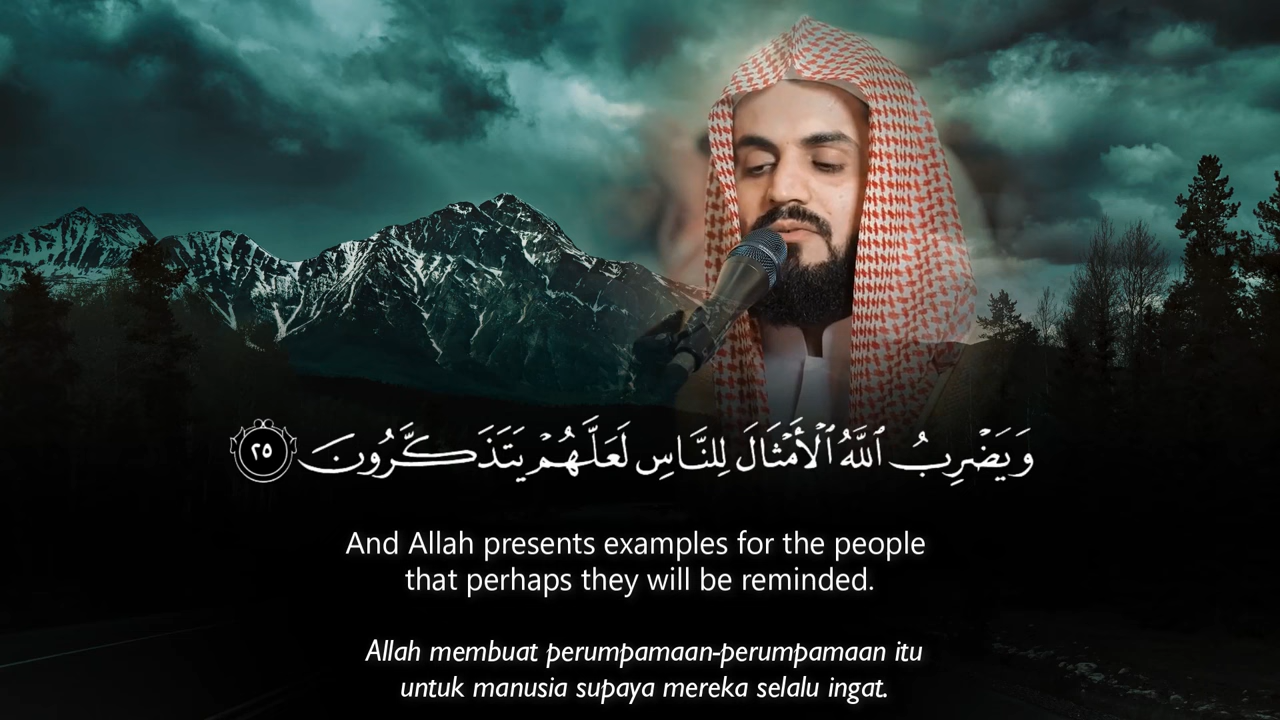 وَيَضْرِبُ ٱللَّهُ ٱلْأَمْثَالَ لِلنَّاسِ لَعَلَّهُمْ يَتَذَكَّرُونَ ٢٥
And Allah presents examples for the people
that perhaps they will be reminded.
Allah membuat perumpamaan-perumpamaan itu
untuk manusia supaya mereka selalu ingat.